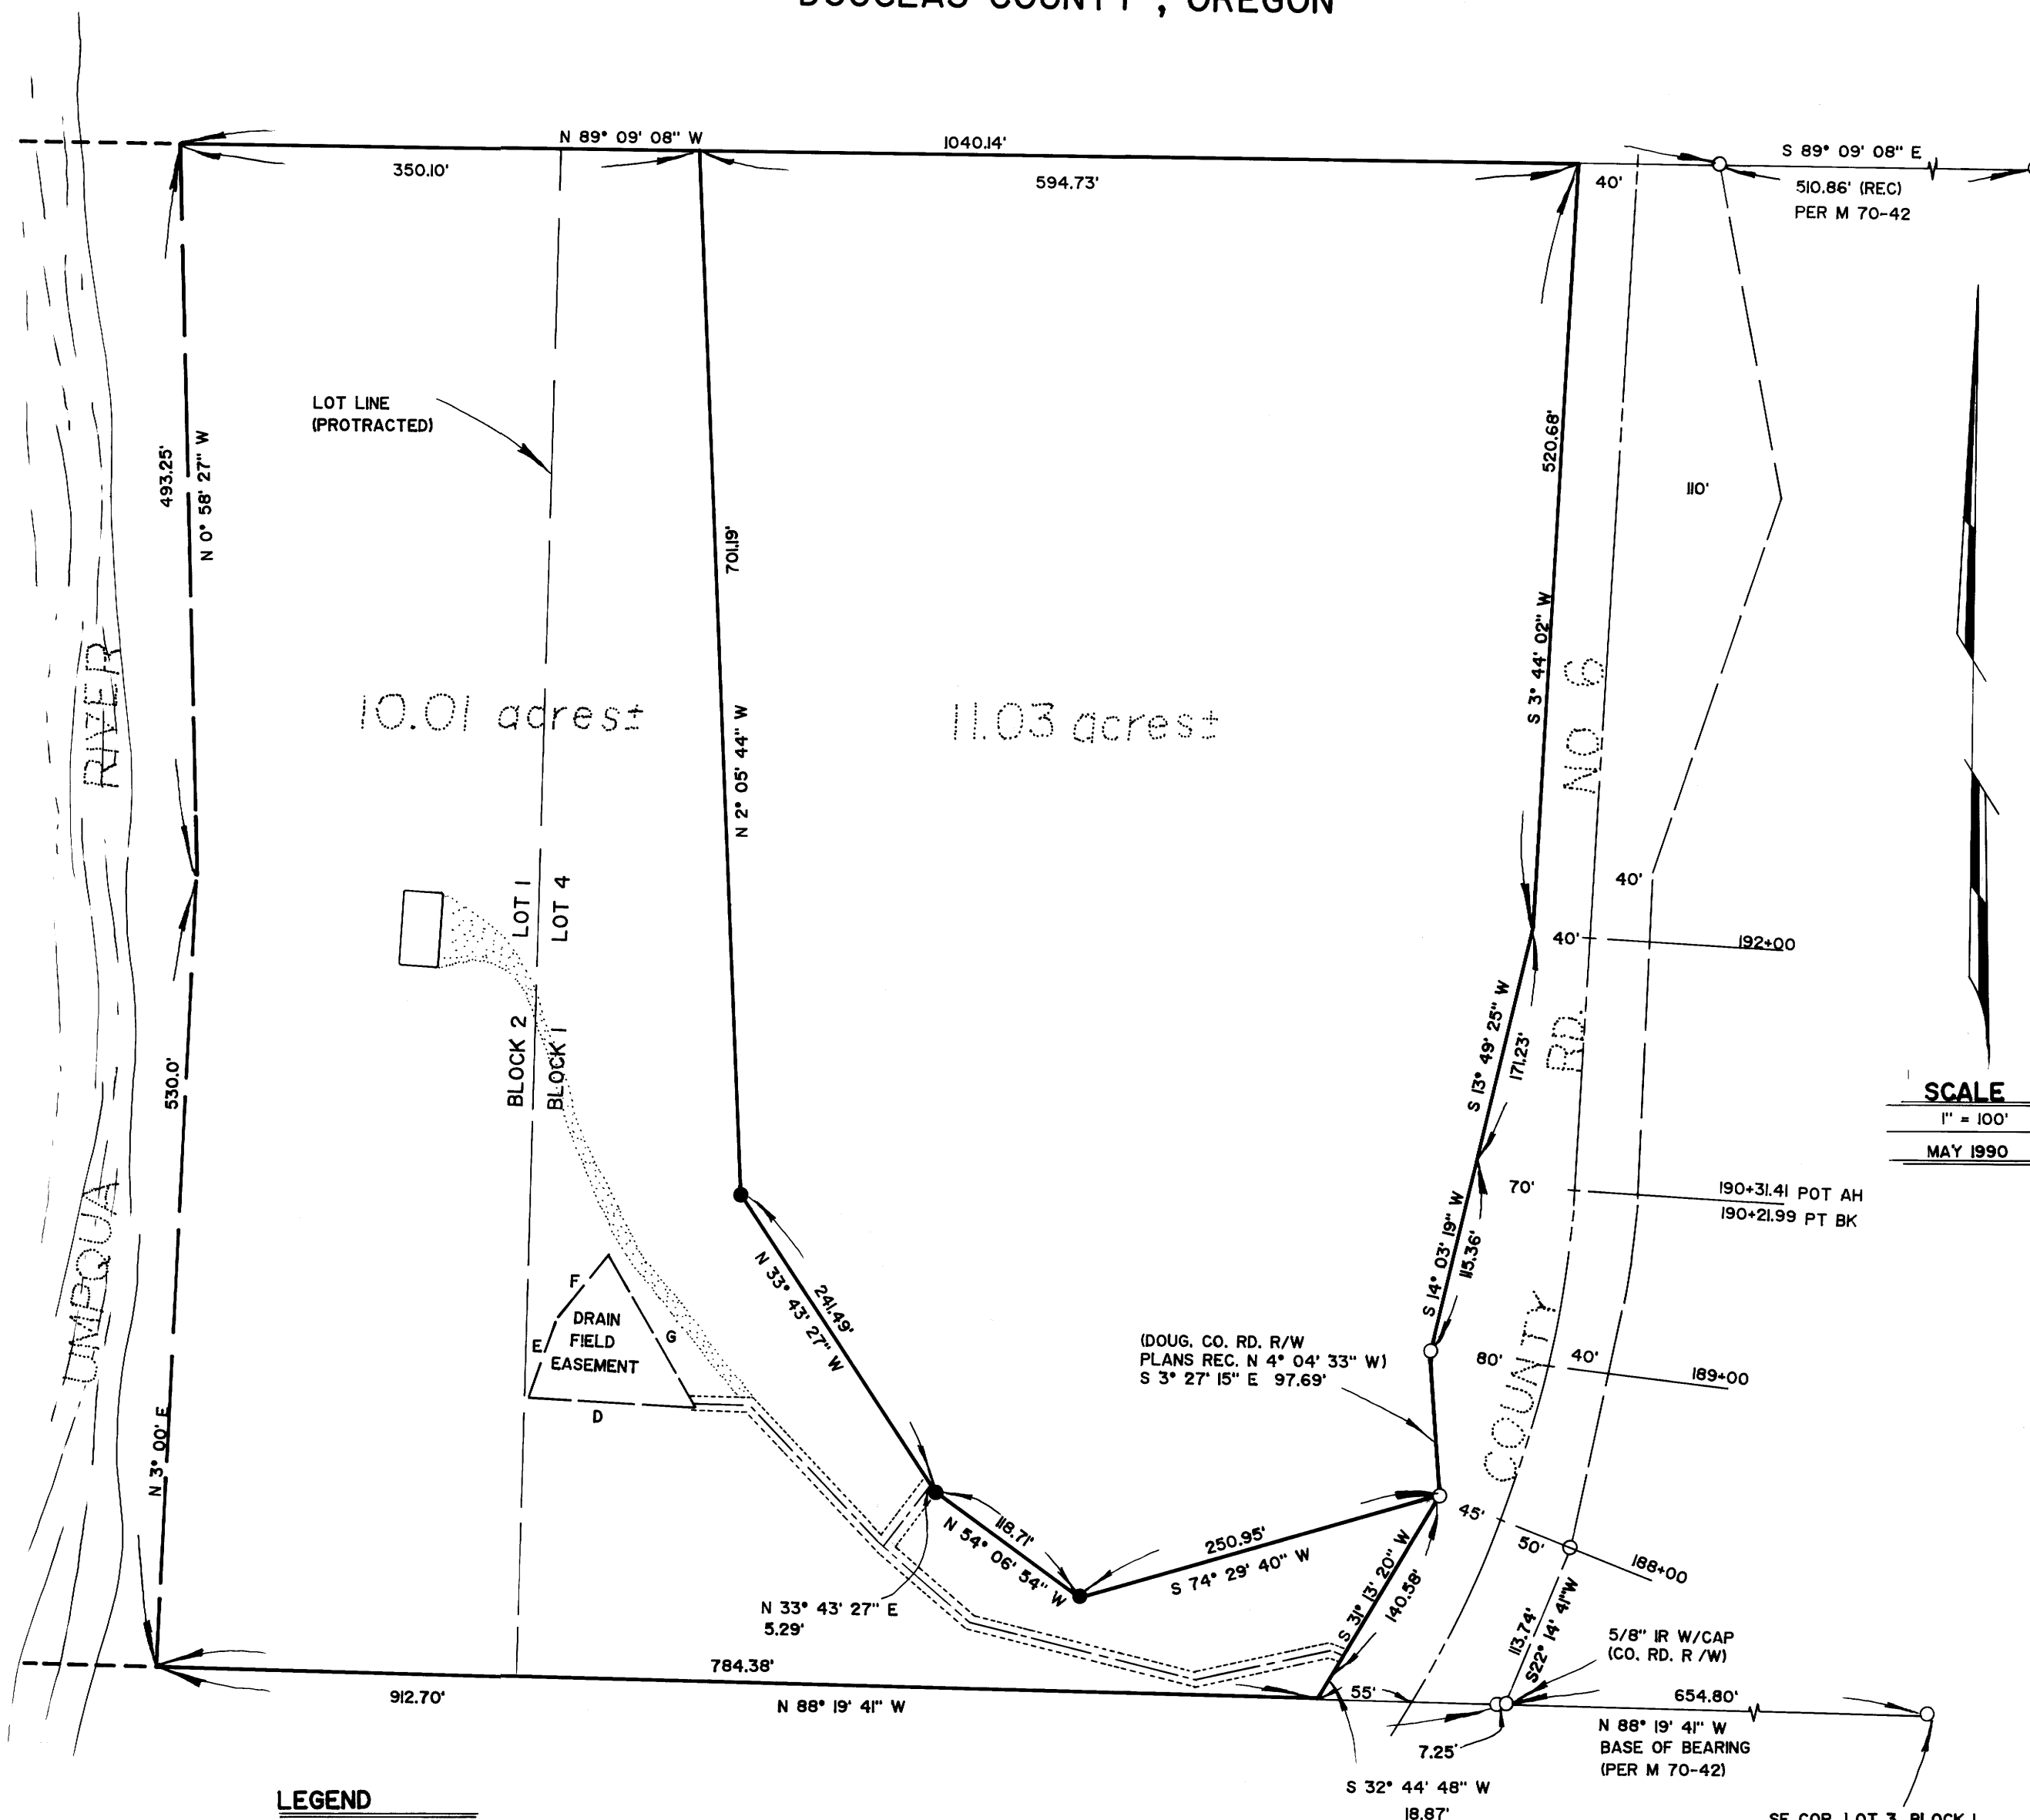 DOUGLAS COUNTY , OREGON
N 89° 09' 08" W
1040.14'
350.10'
594.73'
40'
S 89° 09' 08" E
510.86' (REC)
PER M 70-42
LOT LINE
(PROTRACTED)
493.25'
N 0° 58' 27" W
701.19'
N 2° 05' 44" W
520.68'
S 3° 44' 02" W
110'
RIVER
UMPQUA
10.01 acres±
11.03 acres±
COUNTY RD. NO 6
LOT 1
LOT 4
BLOCK 2
BLOCK 1
40'
40'
192+00
530.0'
N 3° 00' E
S 13° 49' 25" W
171.23'
SCALE
1" = 100'
MAY 1990
70'
190+31.41 POT AH
190+21.99 PT BK
S 14° 03' 19" W
115.36'
241.49'
N 33° 43' 27" W
F
DRAIN
FIELD
EASEMENT
E
G
D
(DOUG. CO. RD. R/W
PLANS REC. N 4° 04' 33" W)
S 3° 27' 15" E 97.69'
80'
40'
189+00
45'
50'
188+00
118.71'
N 54° 06' 54" W
250.95'
S 74° 29' 40" W
S 31° 13' 20" W
140.58'
N 33° 43' 27" E
5.29'
113.74'
S22° 14' 41"W
5/8" IR W/CAP
(CO. RD. R /W)
784.38'
912.70'
N 88° 19' 41" W
55'
654.80'
N 88° 19' 41" W
BASE OF BEARING
(PER M 70-42)
7.25'
S 32° 44' 48" W
18.87'
LEGEND
SE COR LOT 3, BLOCK 1